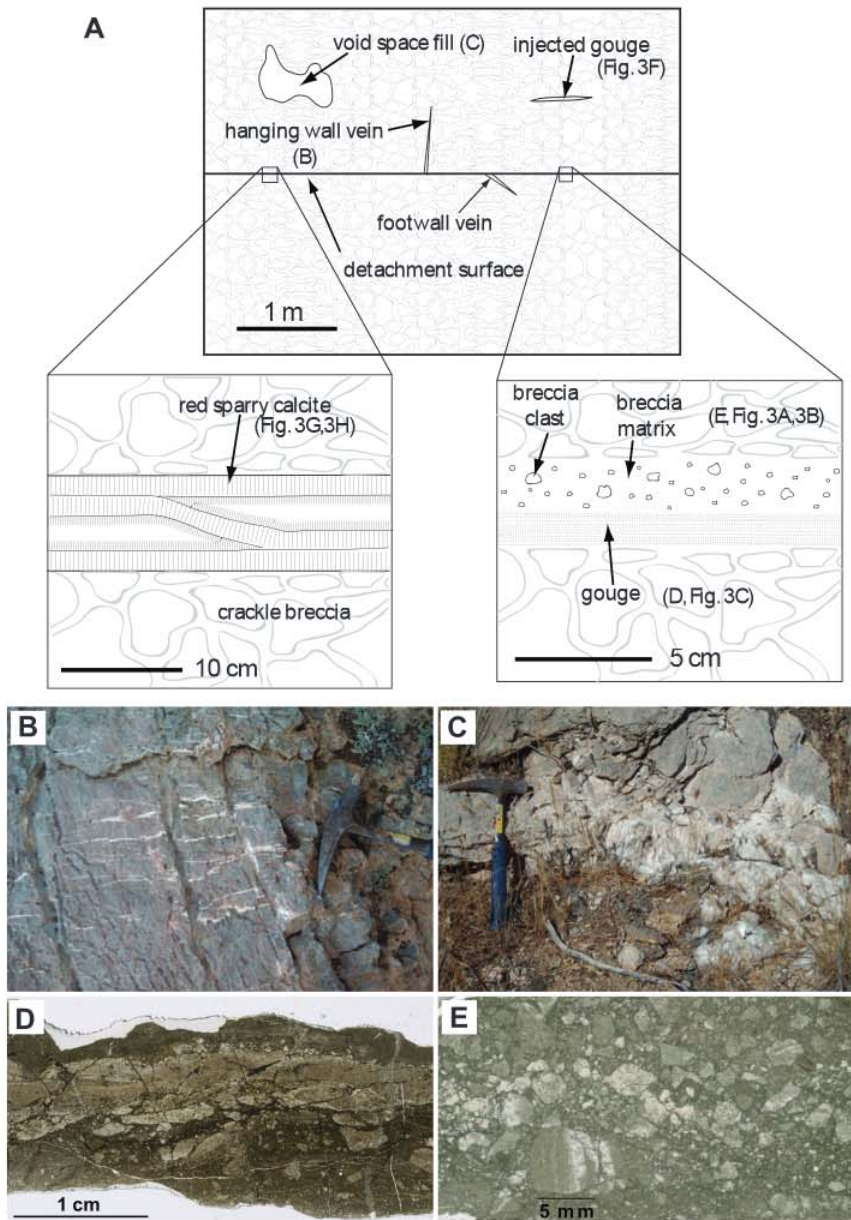 A
void space fill (C)
injected gouge
(Fig. 3F)
hanging wall vein
(B)
footwall vein
detachment surface
1 m
red sparry calcite
(Fig. 3G,3H)
crackle breccia
10 cm
breccia
clast
breccia
matrix
(E, Fig. 3A,3B)
gouge
(D, Fig. 3C)
5 cm
B
C
D
1 cm
E
5 mm